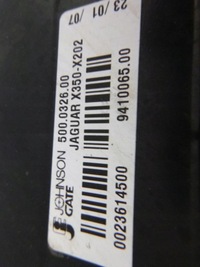 JOHNSON
GATE
500.0326.00
JAGUAR X350-X202
23/01/07
9410065.00
0023614500